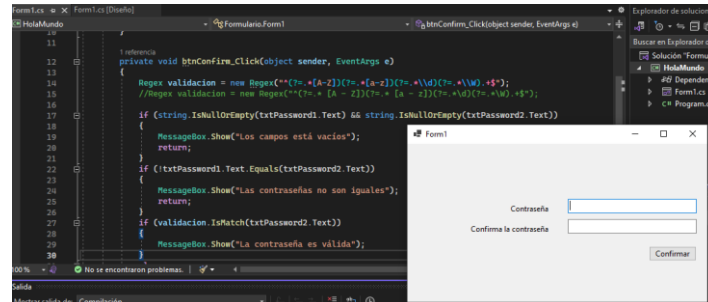 Form1.cs
Form1.cs [Diseño]
Explorador de solucion
HolaMundo
Formulario.Form1
btnConfirm_Click(object sender, EventArgs e)
Buscar en Explorador
10
11
1 referencia
12 private void btnConfirm_Click(object sender, EventArgs e)
13 {
14 Regex validacion = new Regex("^(?=.*[A-Z])(?=.*[a-z])(?=.*\\d)(?=.*\\W).+$");
15 //Regex validacion = new Regex("^(?=.* [A - Z])(?=.* [a - z])(?=.*\d)(?=.*\W).+$");
16
17 if (string.IsNullOrEmpty(txtPassword1.Text) && string.IsNullOrEmpty(txtPassword2.Text))
18 {
19 MessageBox.Show("Los campos está vacíos");
20 return;
21 }
22 if (!txtPassword1.Text.Equals(txtPassword2.Text))
23 {
24 MessageBox.Show("Las contraseñas no son iguales");
25 return;
26 }
27 if (validacion.IsMatch(txtPassword2.Text))
28 {
29 MessageBox.Show("La contraseña es válida");
30 }
Solución "Formu
HolaMundo
Dependen
Form1.cs
C# Program.c
Form1
Contraseña
Confirma la contraseña
Confirmar
100 %
No se encontraron problemas.
Salida
Mostrar salida de: Compilación